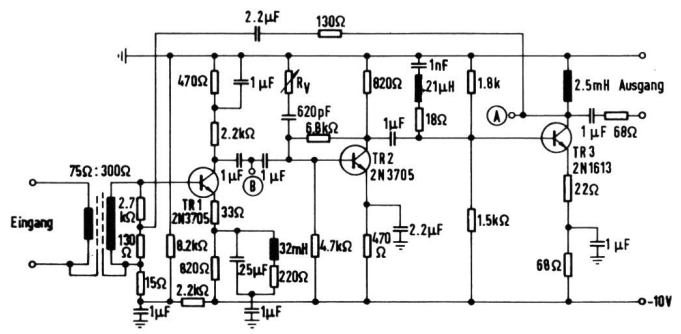 2.2µF
130Ω
470Ω
1µF
R_V
620pF
6.8kΩ
820Ω
1nF
21µH
18Ω
1.8k
2.5mH
Ausgang
A
1µF
68Ω
2.2kΩ
1µF
1µF
B
1µF
TR2
2N3705
TR3
2N1613
75Ω:300Ω
Eingang
2.7
kΩ
130
Ω
15Ω
1µF
TR1
2N3705
33Ω
8.2kΩ
820Ω
.25µF
32mH
220Ω
2.2kΩ
1µF
4.7kΩ
470
Ω
2.2µF
1.5kΩ
22Ω
1µF
68Ω
-10V